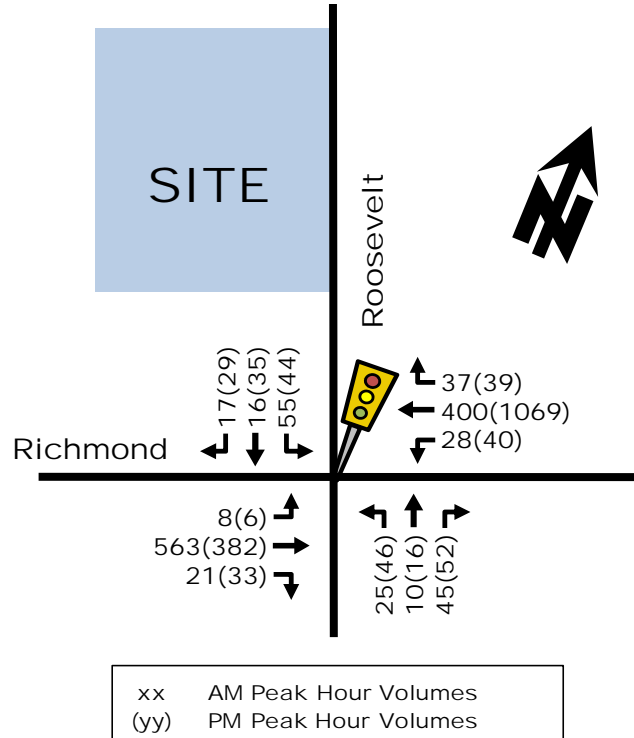 SITE
N
Roosevelt
17(29)
16(35)
55(44)
37(39)
400(1069)
28(40)
Richmond
8(6)
563(382)
21(33)
25(46)
10(16)
45(52)
xx AM Peak Hour Volumes
(yy) PM Peak Hour Volumes